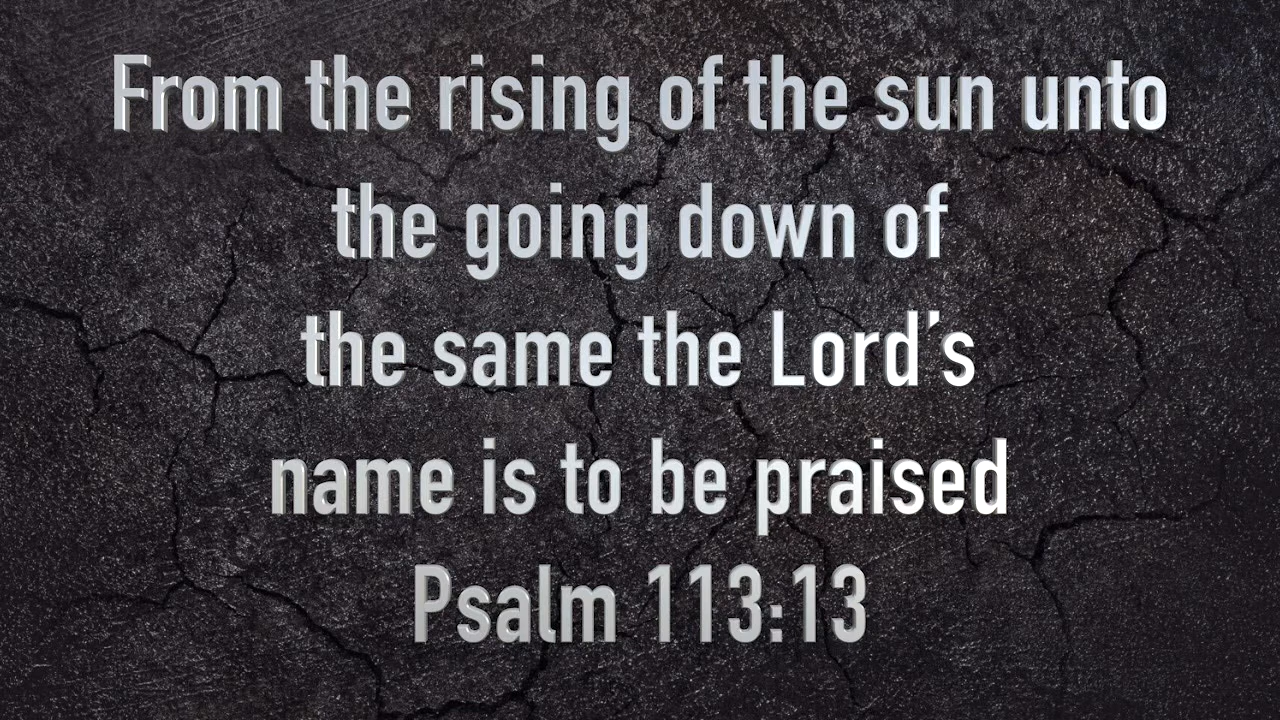 From the rising of the sun unto
the going down of
the same the Lord’s
name is to be praised
Psalm 113:13